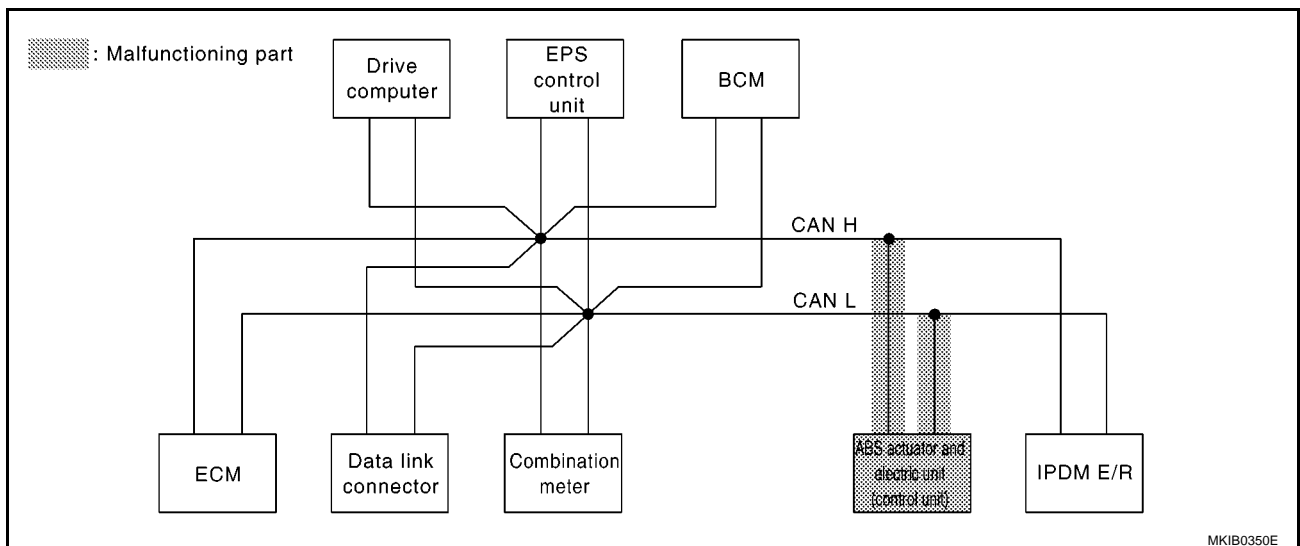 : Malfunctioning part
Drive
computer
EPS
control
unit
BCM
CAN H
CAN L
ECM
Data link
connector
Combination
meter
ABS actuator and
electric unit
(control unit)
IPDM E/R
MKIB0350E